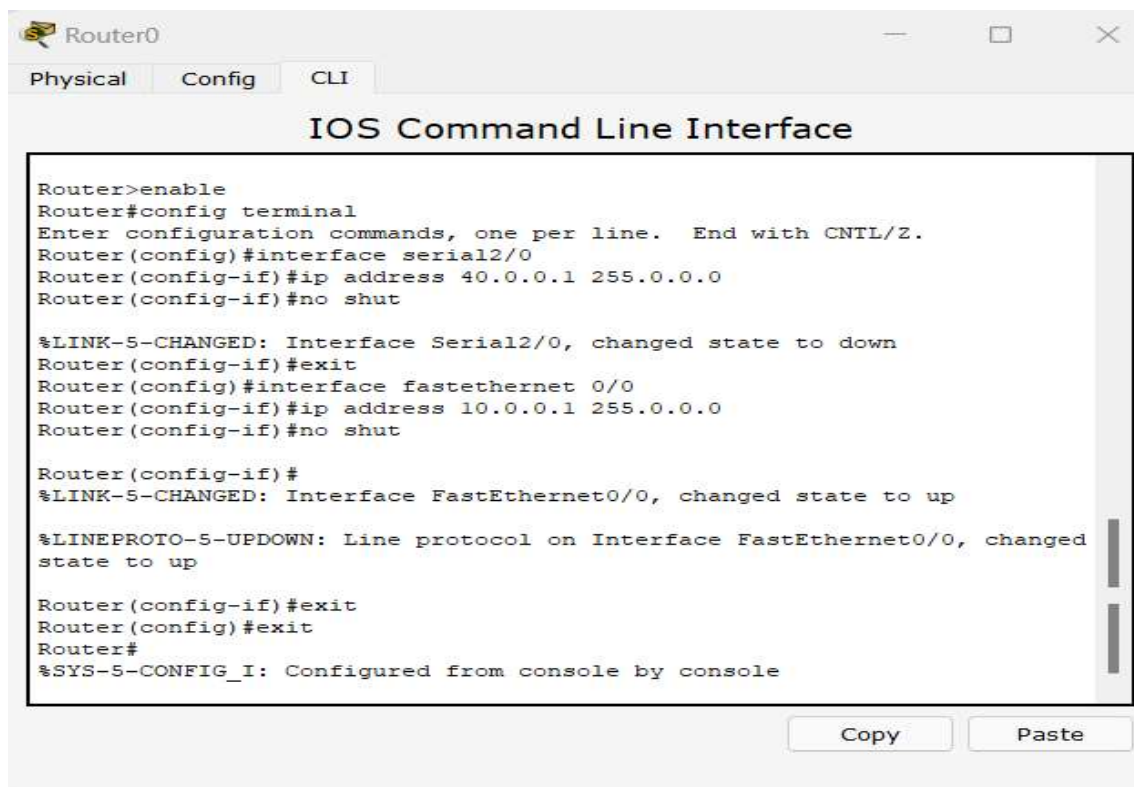 Router0
Physical Config CLI
IOS Command Line Interface
Router>enable
Router#config terminal
Enter configuration commands, one per line.  End with CNTL/Z.
Router(config)#interface serial2/0
Router(config-if)#ip address 40.0.0.1 255.0.0.0
Router(config-if)#no shut
%LINK-5-CHANGED: Interface Serial2/0, changed state to down
Router(config-if)#exit
Router(config)#interface fastethernet 0/0
Router(config-if)#ip address 10.0.0.1 255.0.0.0
Router(config-if)#no shut
Router(config-if)#
%LINK-5-CHANGED: Interface FastEthernet0/0, changed state to up
%LINEPROTO-5-UPDOWN: Line protocol on Interface FastEthernet0/0, changed
state to up
Router(config-if)#exit
Router(config)#exit
Router#
%SYS-5-CONFIG_I: Configured from console by console
Copy Paste